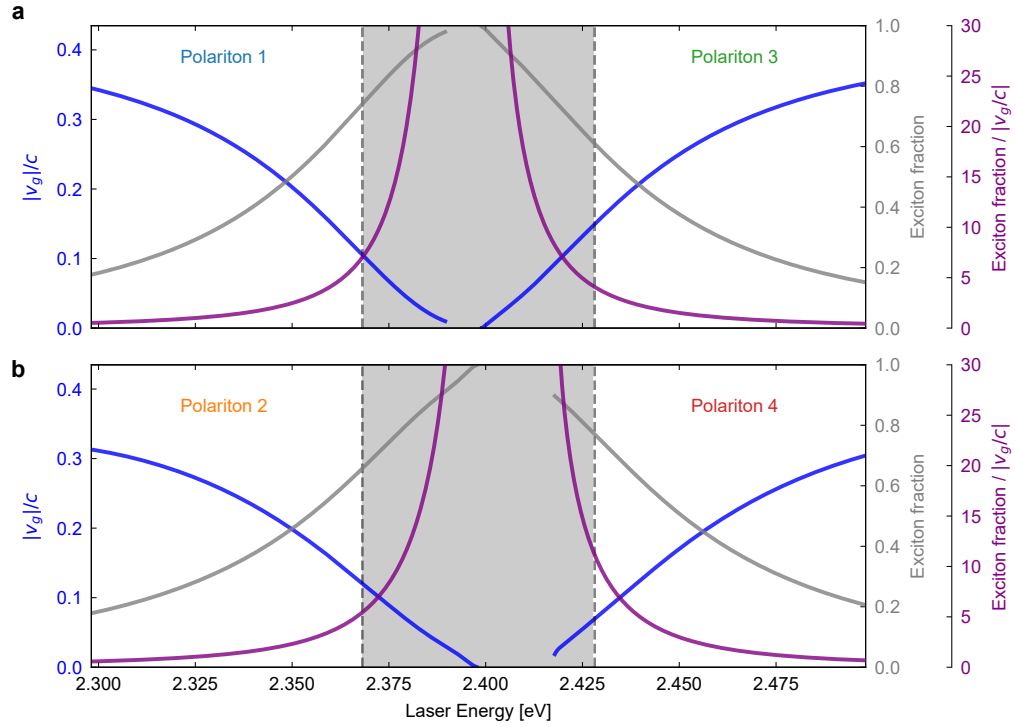 a
Polariton 1
Polariton 3
0.4
0.3
0.2
0.1
0.0
|v_g|/c
1.0
0.8
0.6
0.4
0.2
0.0
Exciton fraction
30
25
20
15
10
5
0
Exciton fraction / |v_g/c|
b
Polariton 2
Polariton 4
0.4
0.3
0.2
0.1
0.0
|v_g|/c
1.0
0.8
0.6
0.4
0.2
0.0
Exciton fraction
30
25
20
15
10
5
0
Exciton fraction / |v_g/c|
2.300 2.325 2.350 2.375 2.400 2.425 2.450 2.475
Laser Energy [eV]